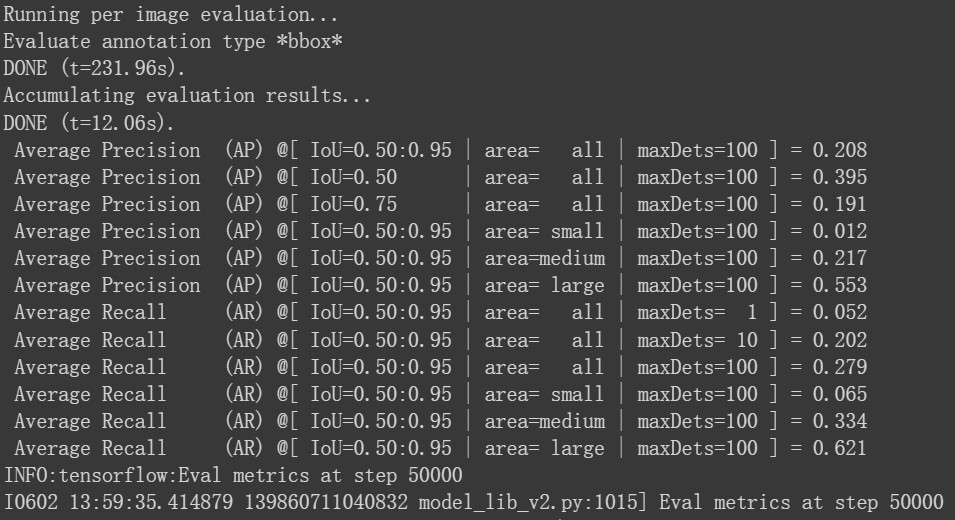 Running per image evaluation...
Evaluate annotation type *bbox*
DONE (t=231.96s).
Accumulating evaluation results...
DONE (t=12.06s).
 Average Precision  (AP) @[ IoU=0.50:0.95 | area=   all | maxDets=100 ] = 0.208
 Average Precision  (AP) @[ IoU=0.50      | area=   all | maxDets=100 ] = 0.395
 Average Precision  (AP) @[ IoU=0.75      | area=   all | maxDets=100 ] = 0.191
 Average Precision  (AP) @[ IoU=0.50:0.95 | area= small | maxDets=100 ] = 0.012
 Average Precision  (AP) @[ IoU=0.50:0.95 | area=medium | maxDets=100 ] = 0.217
 Average Precision  (AP) @[ IoU=0.50:0.95 | area= large | maxDets=100 ] = 0.553
 Average Recall     (AR) @[ IoU=0.50:0.95 | area=   all | maxDets=  1 ] = 0.052
 Average Recall     (AR) @[ IoU=0.50:0.95 | area=   all | maxDets= 10 ] = 0.202
 Average Recall     (AR) @[ IoU=0.50:0.95 | area=   all | maxDets=100 ] = 0.279
 Average Recall     (AR) @[ IoU=0.50:0.95 | area= small | maxDets=100 ] = 0.065
 Average Recall     (AR) @[ IoU=0.50:0.95 | area=medium | maxDets=100 ] = 0.334
 Average Recall     (AR) @[ IoU=0.50:0.95 | area= large | maxDets=100 ] = 0.621
INFO:tensorflow:Eval metrics at step 50000
I0602 13:59:35.414879 139860711040832 model_lib_v2.py:1015] Eval metrics at step 50000